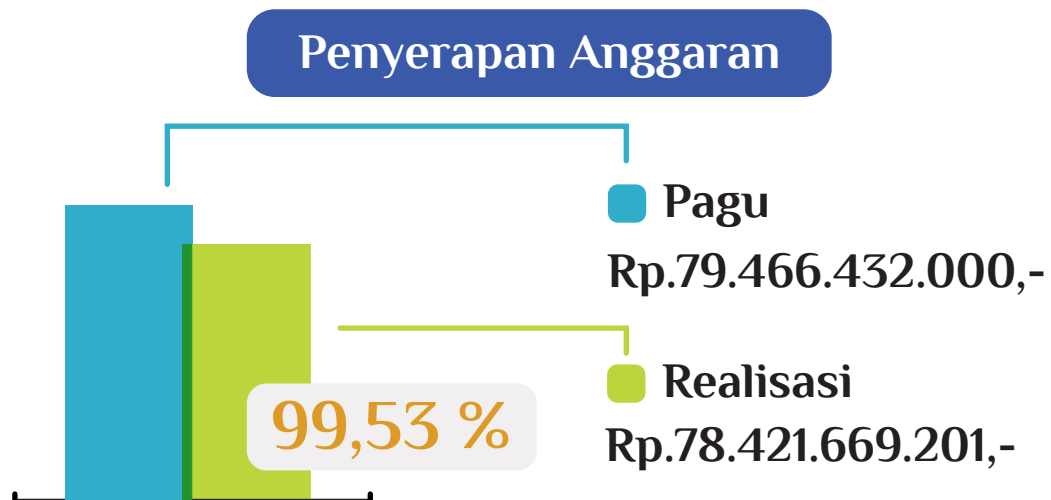 Penyerapan Anggaran
Pagu
Rp.79.466.432.000,-
Realisasi
Rp.78.421.669.201,-
99,53 %